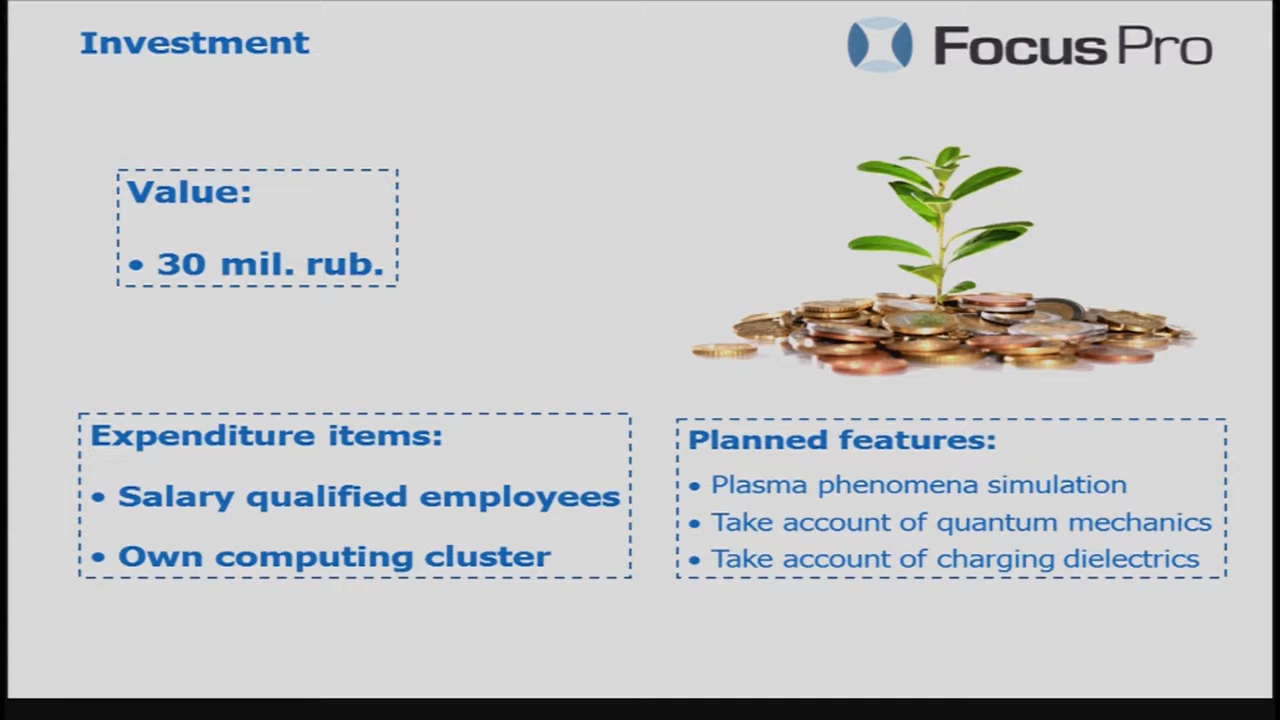 Investment
Focus Pro
Value:
• 30 mil. rub.
Expenditure items:
• Salary qualified employees
• Own computing cluster
Planned features:
• Plasma phenomena simulation
• Take account of quantum mechanics
• Take account of charging dielectrics